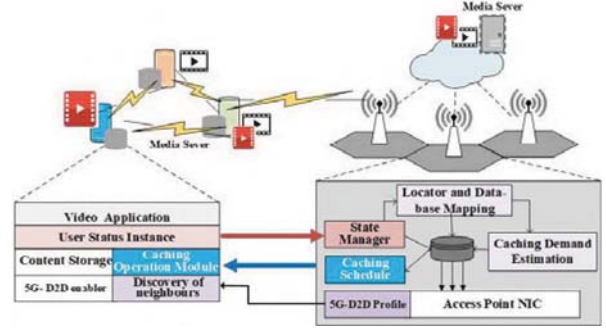 Media Sever
Media Sever
Video Application
User Status Instance
Content Storage
Caching
Operation Module
5G- D2D enabler
Discovery of
neighbours
Locator and Data-
base Mapping
State
Manager
Caching Demand
Estimation
Caching
Schedule
5G-D2D Profile
Access Point NIC